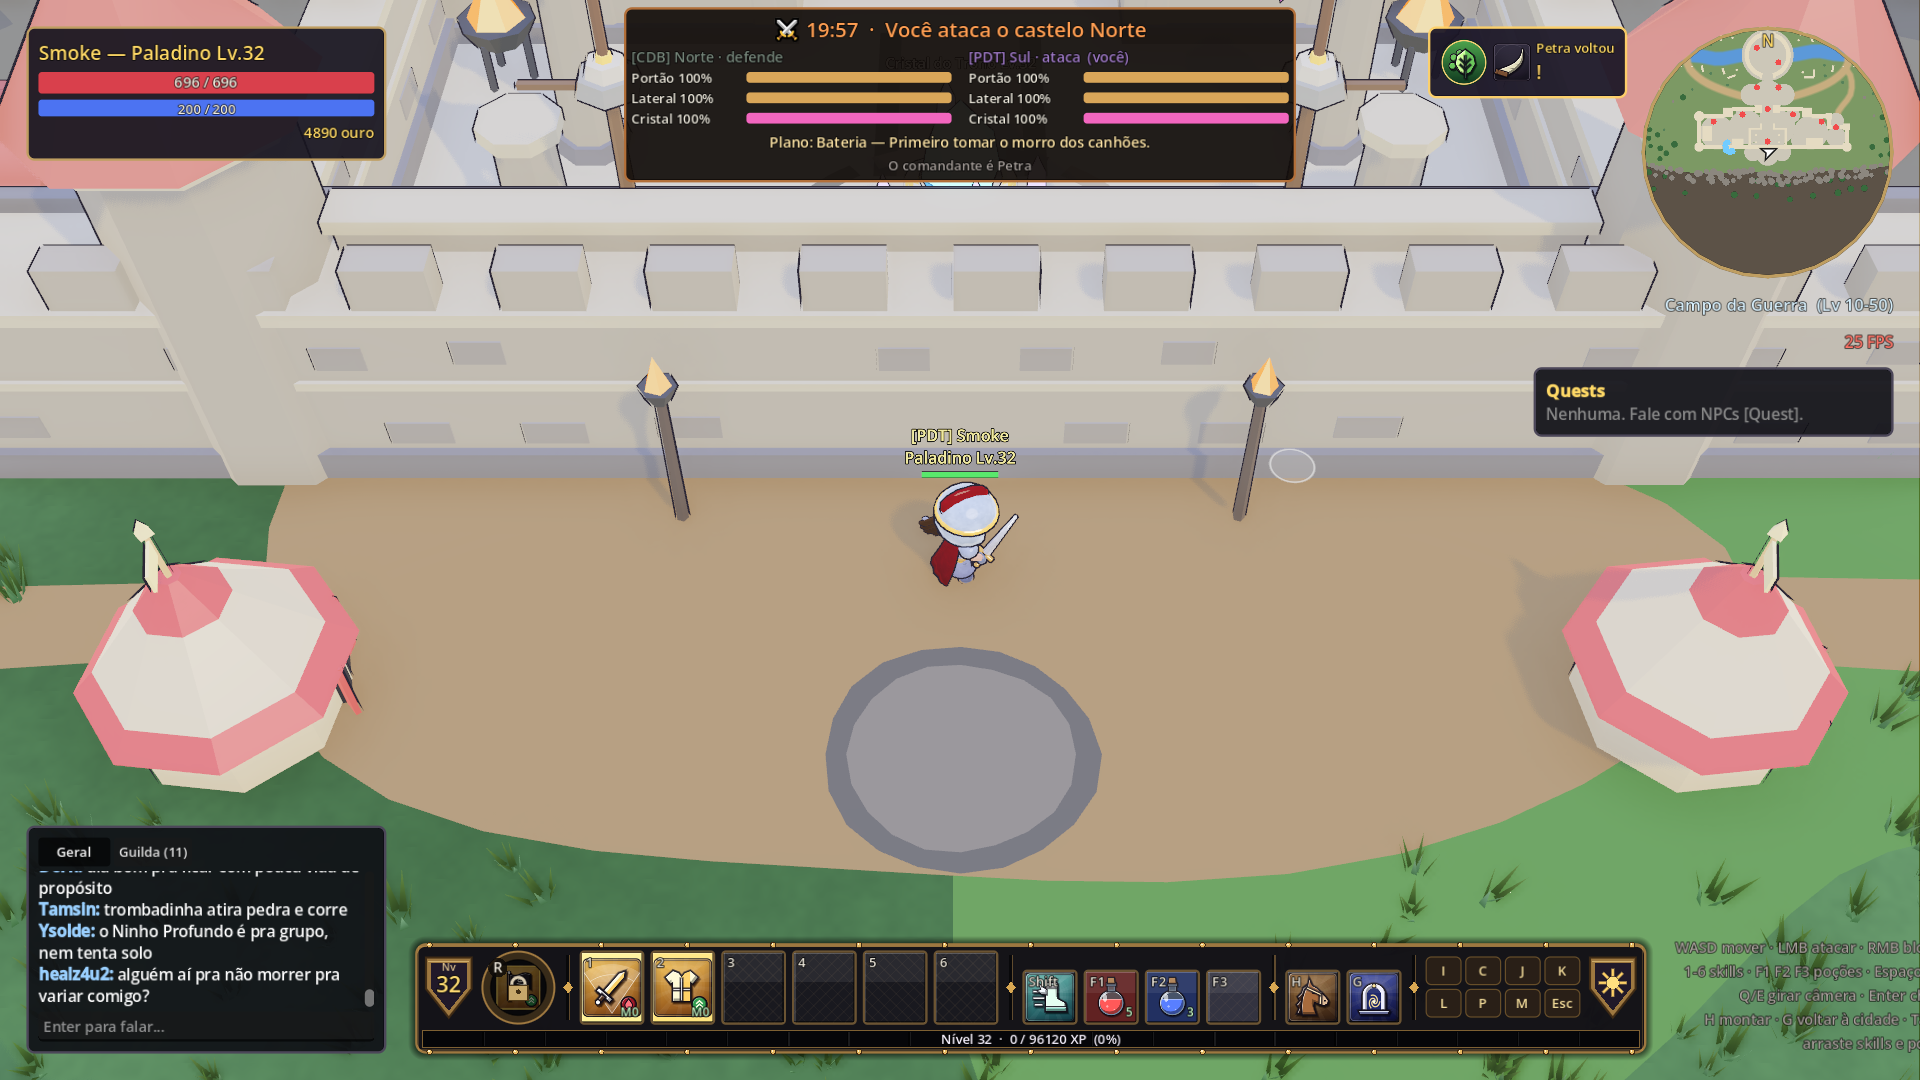 Smoke — Paladino Lv.32
696 / 696
200 / 200
4890 ouro
19:57 · Você ataca o castelo Norte
[CDB] Norte · defende
[PDT] Sul · ataca (você)
Portão 100%
Portão 100%
Lateral 100%
Lateral 100%
Cristal 100%
Cristal 100%
Plano: Bateria — Primeiro tomar o morro dos canhões.
O comandante é Petra
Petra voltou
!
N
Campo da Guerra (Lv 10-50)
25 FPS
Quests
Nenhuma. Fale com NPCs [Quest].
[PDT] Smoke
Paladino Lv.32
Geral
Guilda (11)
propósito
Tamsin: trombadinha atira pedra e corre
Ysolde: o Ninho Profundo é pra grupo,
nem tenta solo
healz4u2: alguém aí pra não morrer pra
variar comigo?
Enter para falar...
Nv
32
R
1
M0
2
M0
3
4
5
6
Shift
F1
5
F2
3
F3
H
G
I
C
J
K
L
P
M
Esc
Nível 32 · 0 / 96120 XP (0%)
WASD mover · LMB atacar · RMB blo
1-6 skills · F1 F2 F3 poções · Espaço
Q/E girar câmera · Enter c
H montar · G voltar à cidade · T
arraste skills e po